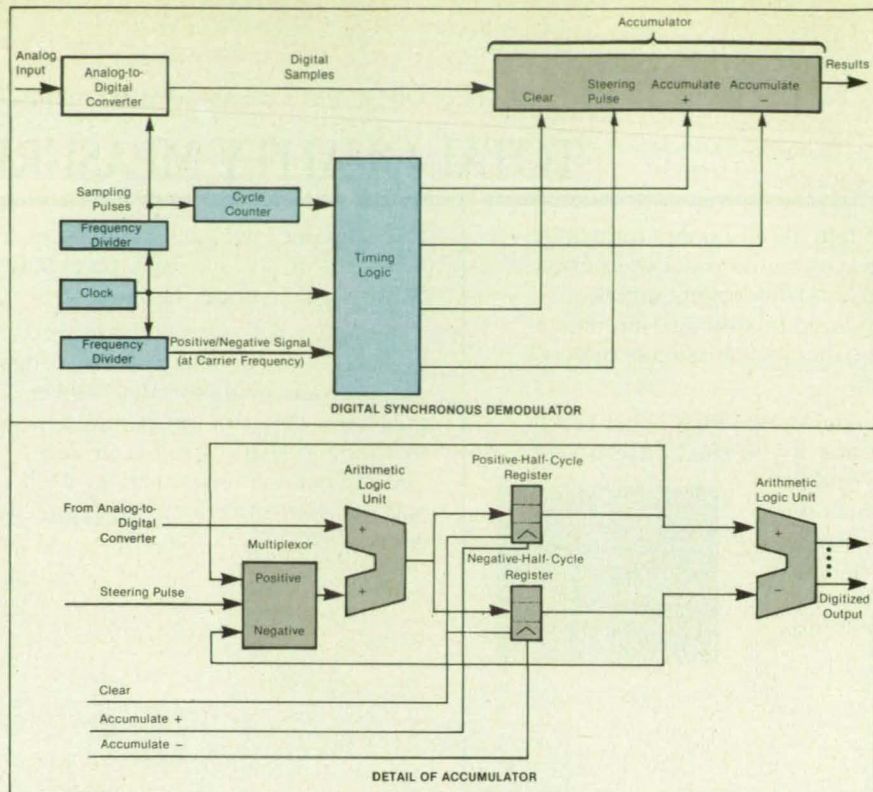 Accumulator
Analog
Input
Analog-to-
Digital
Converter
Digital
Samples
Clear
Steering
Pulse
Accumulate
+
Accumulate
−
Results
Sampling
Pulses
Cycle
Counter
Frequency
Divider
Timing
Logic
Clock
Frequency
Divider
Positive/Negative Signal
(at Carrier Frequency)
DIGITAL SYNCHRONOUS DEMODULATOR
Positive-Half-Cycle
Register
Arithmetic
Logic
Unit
Arithmetic
Logic Unit
From Analog-to-
Digital
Converter
+
+
Multiplexor
Positive
Negative
Steering Pulse
Negative-Half-Cycle
Register
+
−
Digitized
Output
Clear
Accumulate +
Accumulate −
DETAIL OF ACCUMULATOR